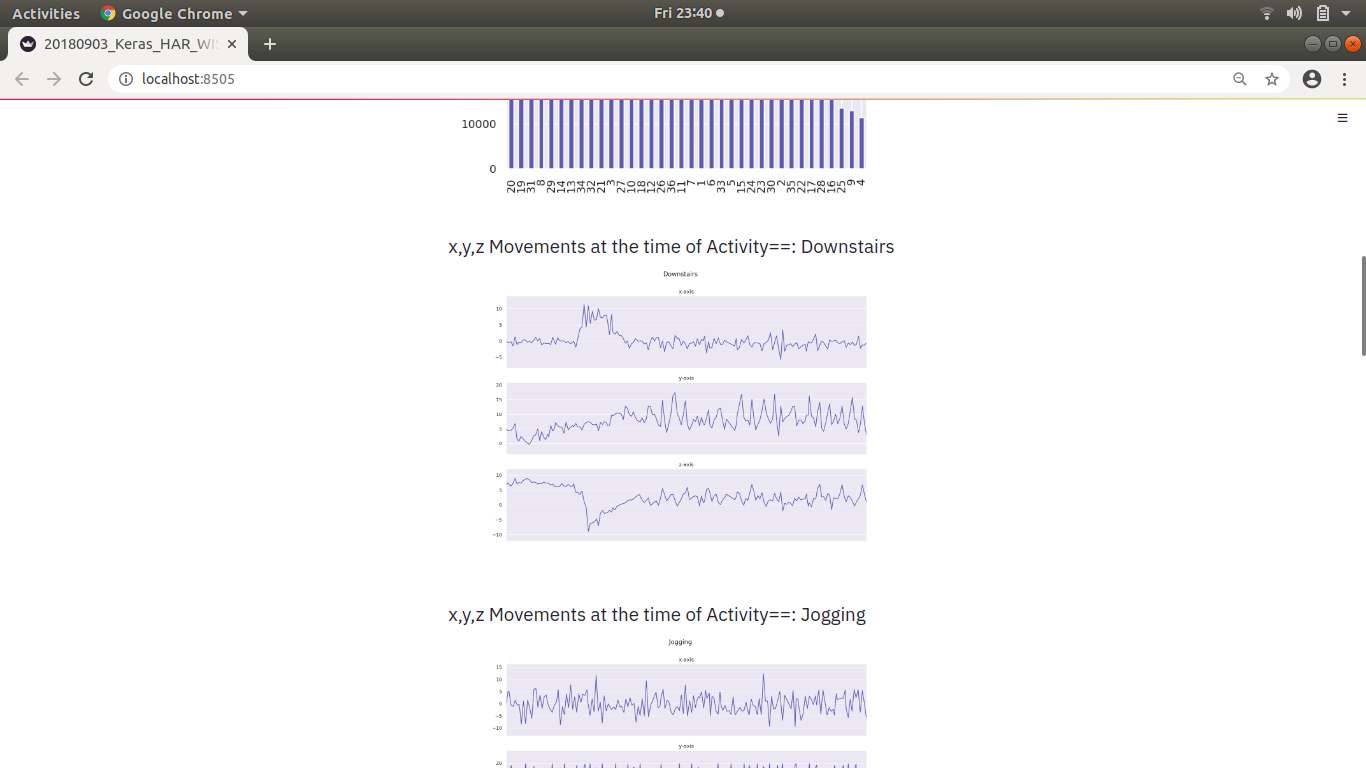 Activities Google Chrome Fri 23:40
20180903_Keras_HAR_WIS
localhost:8505
10000
0
20 19 31 8 29 14 13 34 32 21 3 27 10 18 12 26 36 11 7 1 6 33 5 15 24 23 30 2 35 22 17 28 16 25 9 4
x,y,z Movements at the time of Activity==: Downstairs
Downstairs
x-axis
10
5
0
−5
y-axis
20
15
10
5
0
z-axis
10
5
0
−5
−10
x,y,z Movements at the time of Activity==: Jogging
Jogging
x-axis
15
10
5
0
−5
−10
y-axis
20